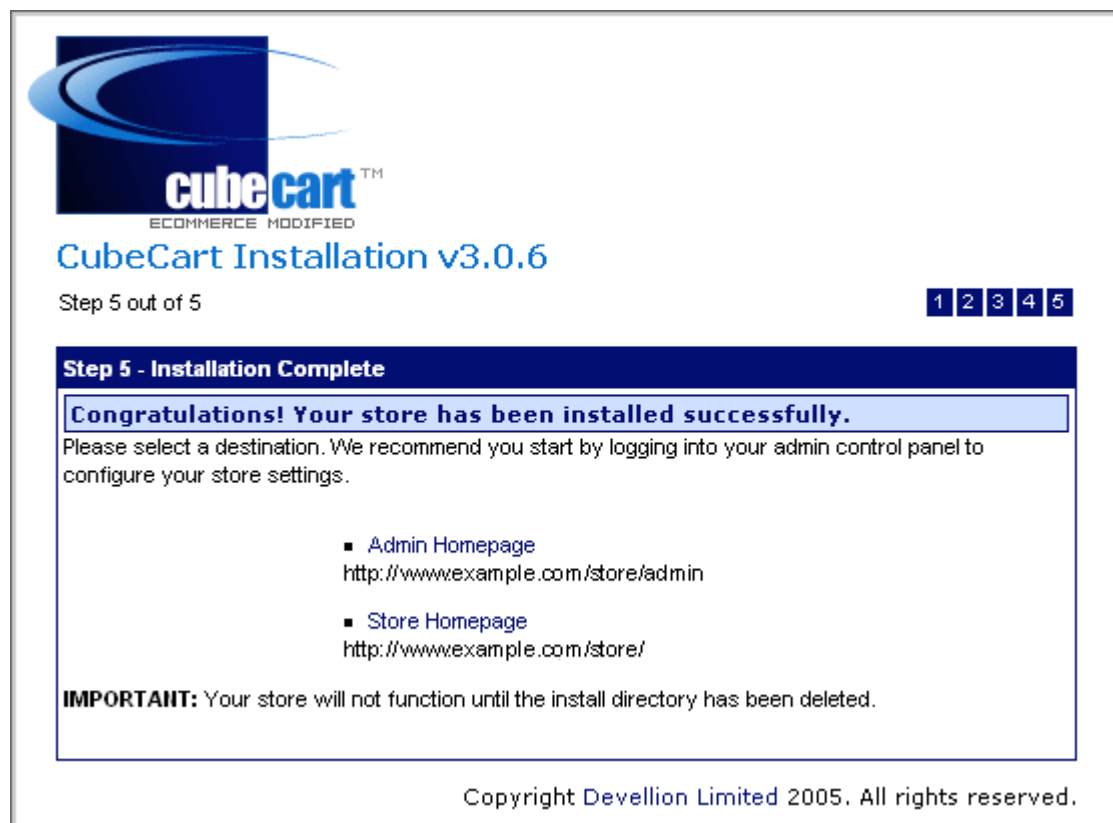 cubecart™
ECOMMERCE MODIFIED
CubeCart Installation v3.0.6
Step 5 out of 5
1 2 3 4 5
Step 5 - Installation Complete
Congratulations! Your store has been installed successfully.
Please select a destination. We recommend you start by logging into your admin control panel to
configure your store settings.
▪ Admin Homepage
http://www.example.com/store/admin
▪ Store Homepage
http://www.example.com/store/
IMPORTANT: Your store will not function until the install directory has been deleted.
Copyright Devellion Limited 2005. All rights reserved.